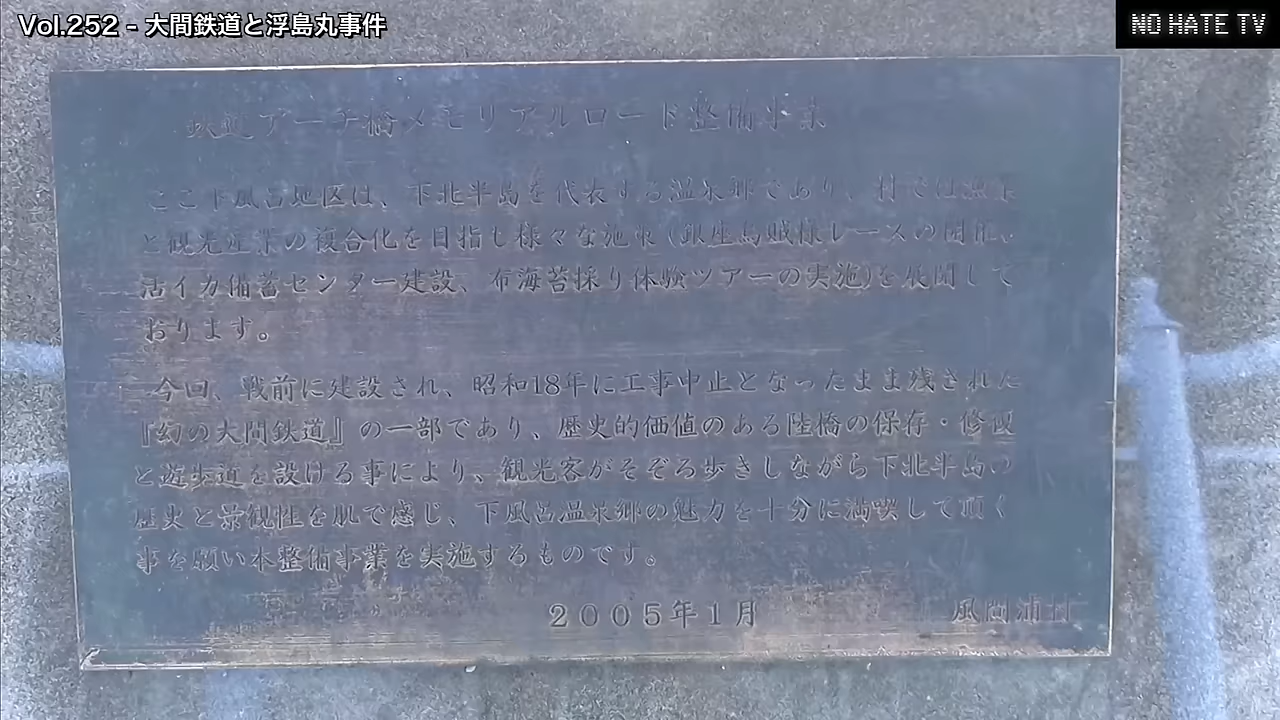 Vol.252 - 大間鉄道と浮島丸事件
NO HATE TV
鉄道アーチ橋メモリアルロード整備事業
ここ下風呂地区は、下北半島を代表する温泉郷であり、村では漁業
と観光産業の複合化を目指し様々な施策(銀座烏賊様レースの開催、
活イカ備蓄センター建設、布海苔採り体験ツアーの実施)を展開して
おります。
今回、戦前に建設され、昭和18年に工事中止となったまま残された
『幻の大間鉄道』の一部であり、歴史的価値のある陸橋の保存・修復
と遊歩道を設ける事により、観光客がそぞろ歩きしながら下北半島の
歴史と景観性を肌で感じ、下風呂温泉郷の魅力を十分に満喫して頂く
事を願い本整備事業を実施するものです。
2005年1月
風間浦村